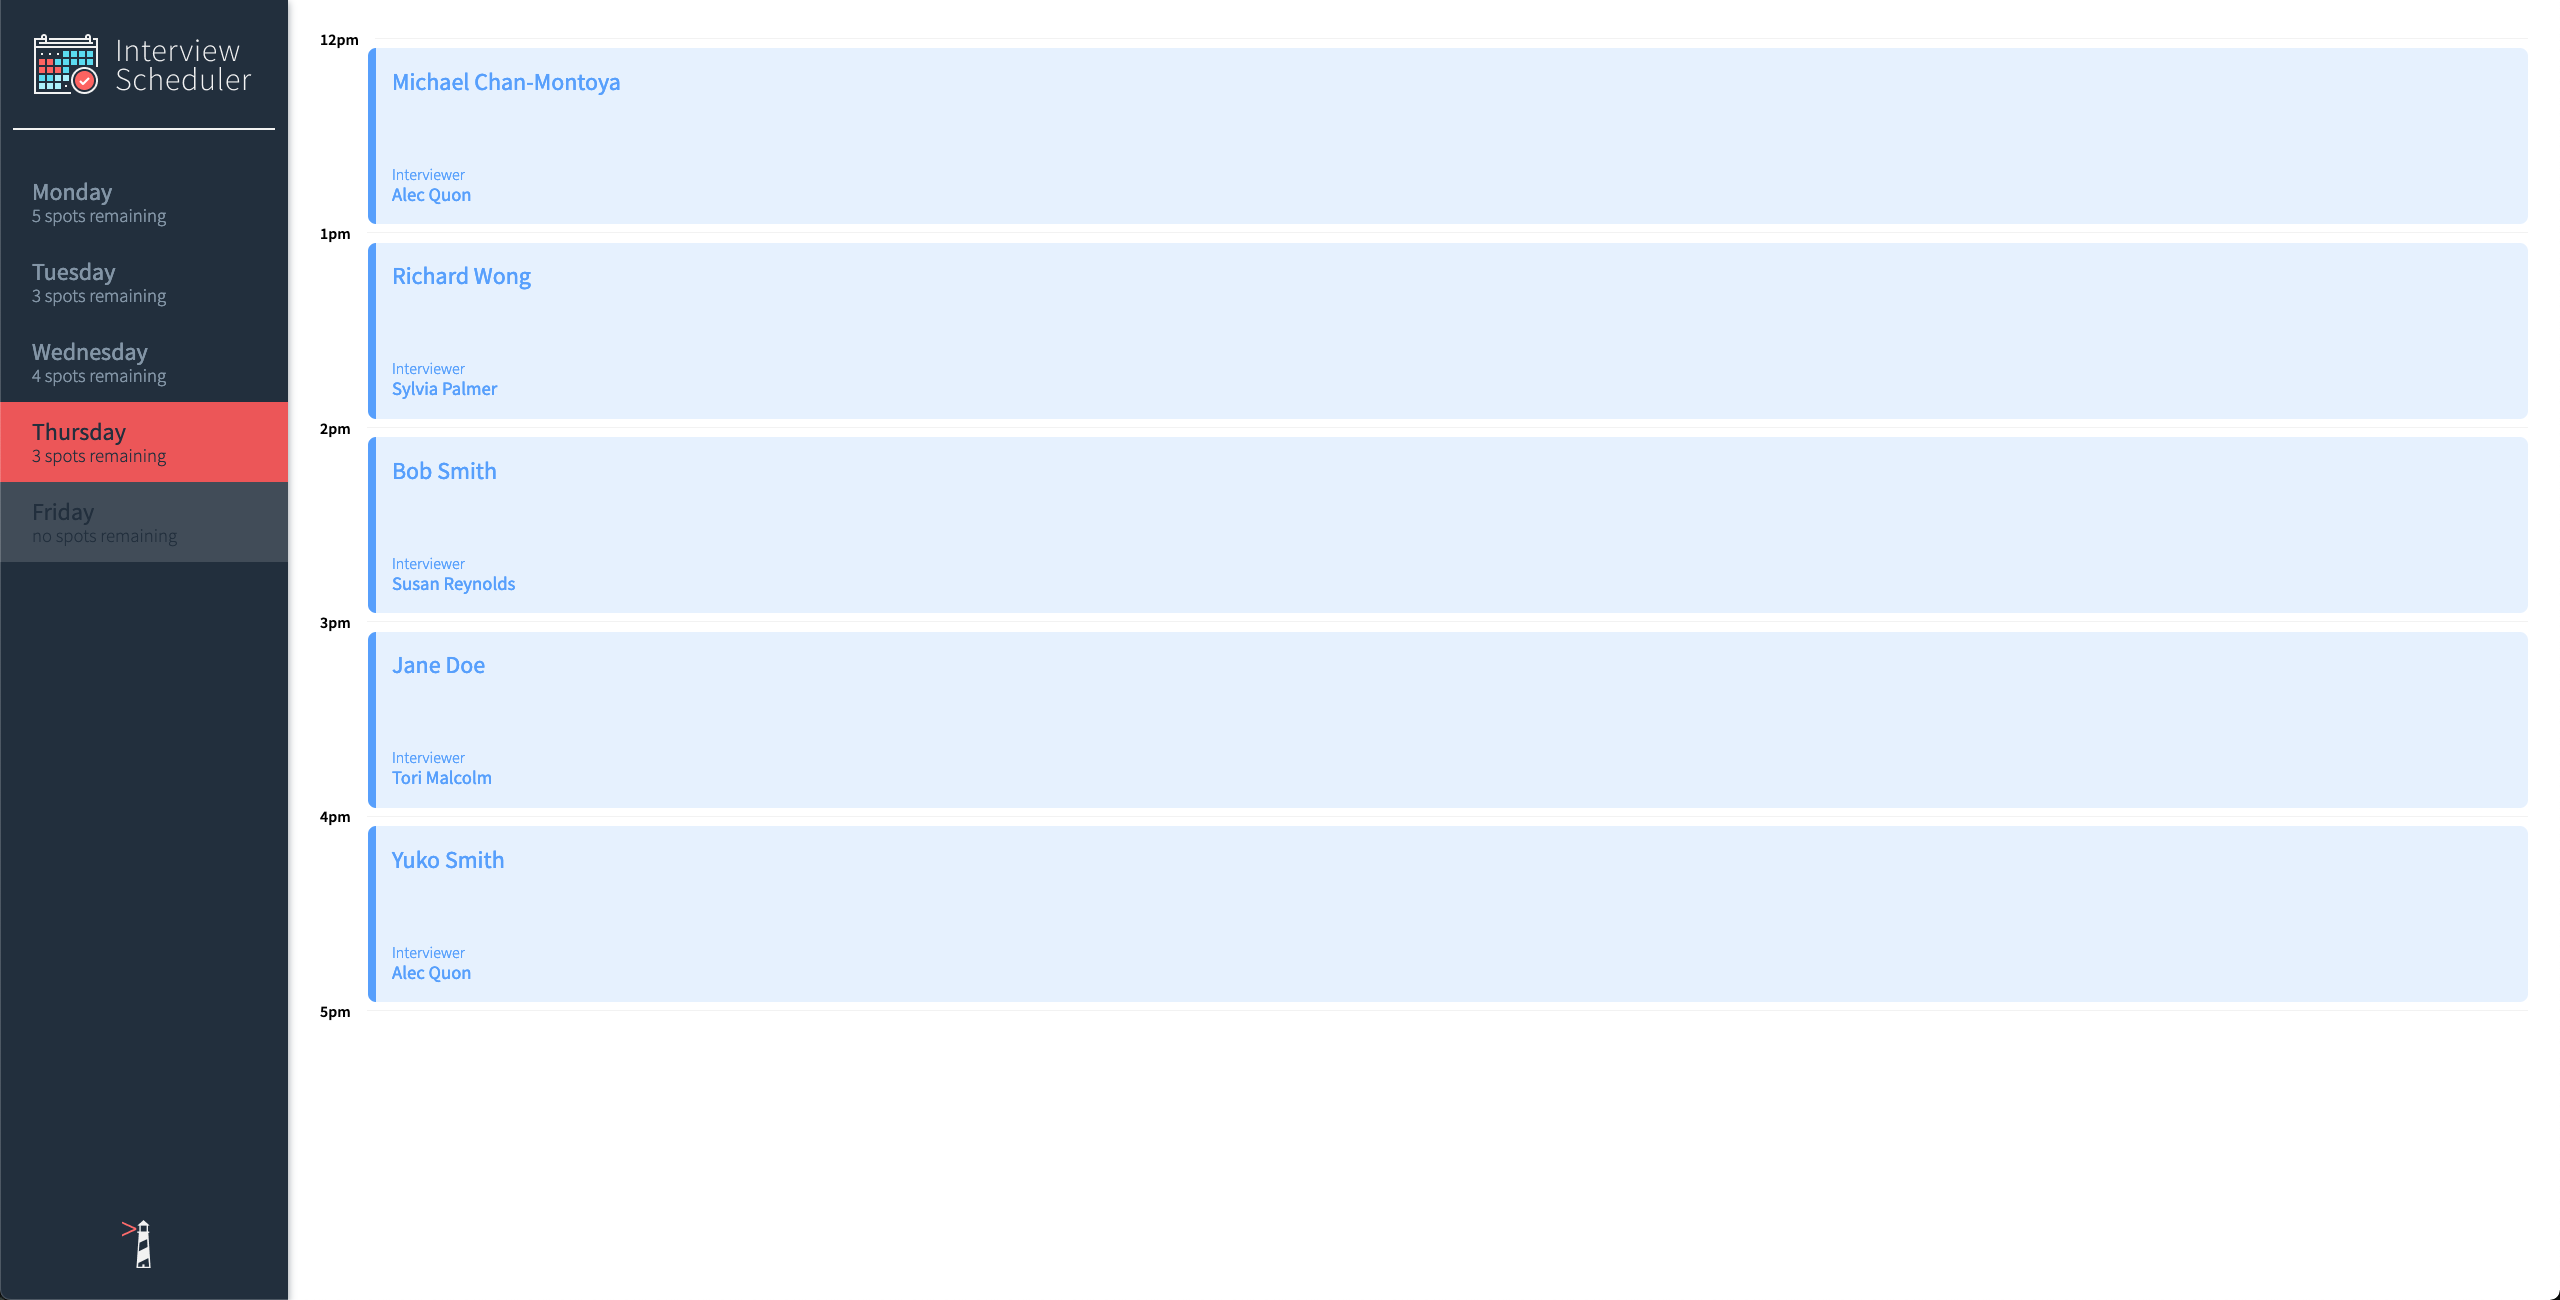 Interview
Scheduler
Monday
5 spots remaining
Tuesday
3 spots remaining
Wednesday
4 spots remaining
Thursday
3 spots remaining
Friday
no spots remaining
12pm
Michael Chan-Montoya
Interviewer
Alec Quon
1pm
Richard Wong
Interviewer
Sylvia Palmer
2pm
Bob Smith
Interviewer
Susan Reynolds
3pm
Jane Doe
Interviewer
Tori Malcolm
4pm
Yuko Smith
Interviewer
Alec Quon
5pm